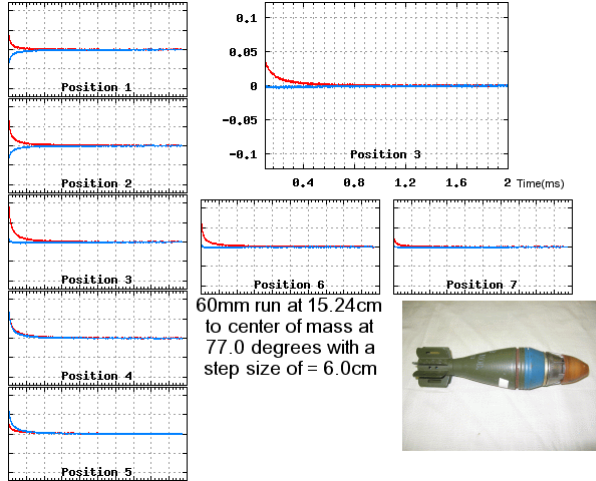 Position 1
Position 2
Position 3
Position 4
Position 5
0.1
0.05
0
-0.05
-0.1
Position 3
0.4 0.8 1.2 1.6 2 Time(ms)
Position 6
Position 7
60mm run at 15.24cm
to center of mass at
77.0 degrees with a
step size of = 6.0cm